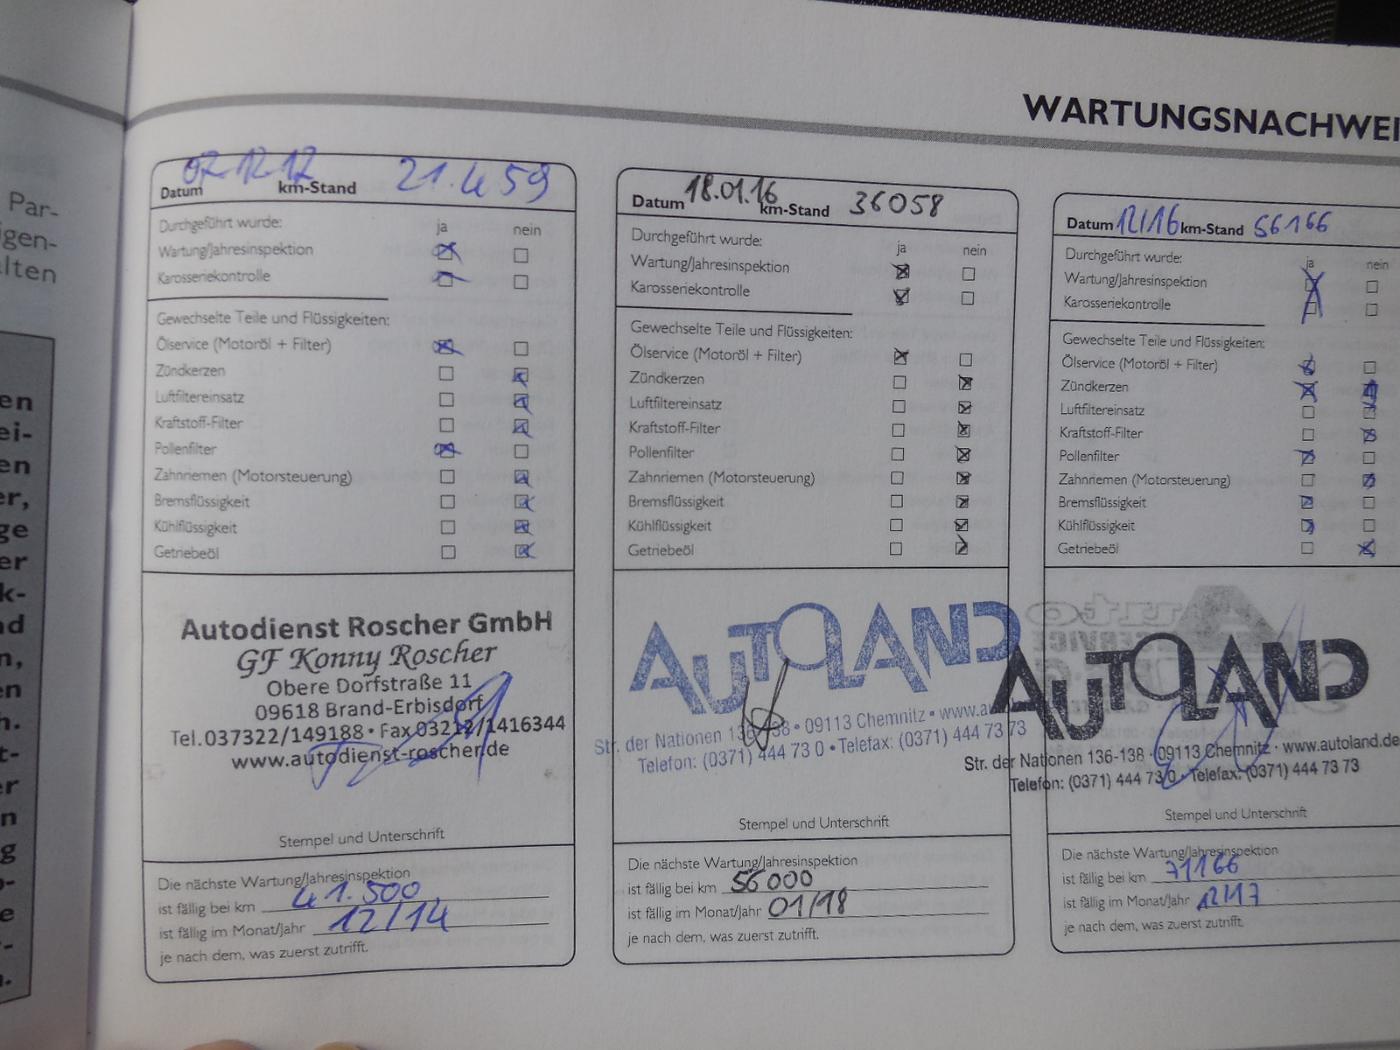 Par-
igen-
lten
en
ei-
en
er,
ge
er
k-
nd
n,
en
h.
t-
er
n
g
o-
e
r-
n.
WARTUNGSNACHWEI
Datum 07.12.12 km-Stand 21.459
Durchgeführt wurde: ja nein
Wartung/Jahresinspektion
Karosseriekontrolle
Gewechselte Teile und Flüssigkeiten:
Ölservice (Motoröl + Filter)
Zündkerzen
Luftfiltereinsatz
Kraftstoff-Filter
Pollenfilter
Zahnriemen (Motorsteuerung)
Bremsflüssigkeit
Kühlflüssigkeit
Getriebeöl
Autodienst Roscher GmbH
GF Konny Roscher
Obere Dorfstraße 11
09618 Brand-Erbisdorf
Tel.037322/149188 • Fax 03212/1416344
www.autodienst-roscher.de
Stempel und Unterschrift
Die nächste Wartung/Jahresinspektion
ist fällig bei km 41.500
ist fällig im Monat/Jahr 12/14
je nach dem, was zuerst zutrifft.
Datum 18.01.16 km-Stand 36058
Durchgeführt wurde: ja nein
Wartung/Jahresinspektion
Karosseriekontrolle
Gewechselte Teile und Flüssigkeiten:
Ölservice (Motoröl + Filter)
Zündkerzen
Luftfiltereinsatz
Kraftstoff-Filter
Pollenfilter
Zahnriemen (Motorsteuerung)
Bremsflüssigkeit
Kühlflüssigkeit
Getriebeöl
AUTOLAND
Str. der Nationen 136-138 • 09113 Chemnitz • www.au
Telefon: (0371) 444 73 0 • Telefax: (0371) 444 73 73
Stempel und Unterschrift
Die nächste Wartung/Jahresinspektion
ist fällig bei km 56000
ist fällig im Monat/Jahr 01/18
je nach dem, was zuerst zutrifft.
Datum 12/16 km-Stand 56166
Durchgeführt wurde: ja nein
Wartung/Jahresinspektion
Karosseriekontrolle
Gewechselte Teile und Flüssigkeiten:
Ölservice (Motoröl + Filter)
Zündkerzen
Luftfiltereinsatz
Kraftstoff-Filter
Pollenfilter
Zahnriemen (Motorsteuerung)
Bremsflüssigkeit
Kühlflüssigkeit
Getriebeöl
AUTOLAND
Str. der Nationen 136-138 · 09113 Chemnitz · www.autoland.de
Telefon: (0371) 444 73 0 · Telefax: (0371) 444 73 73
Stempel und Unterschrift
Die nächste Wartung/Jahresinspektion
ist fällig bei km 71166
ist fällig im Monat/Jahr 12/17
je nach dem, was zuerst zutrifft.